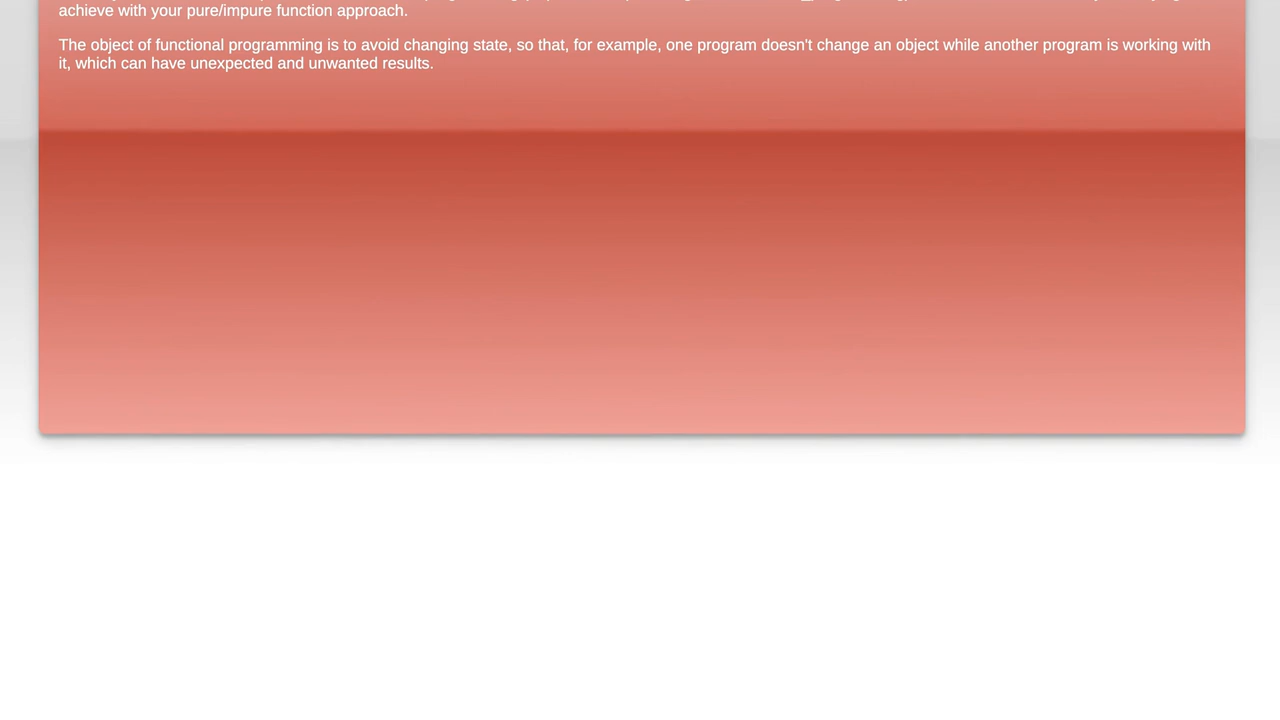 achieve with your pure/impure function approach.
The object of functional programming is to avoid changing state, so that, for example, one program doesn't change an object while another program is working with
it, which can have unexpected and unwanted results.